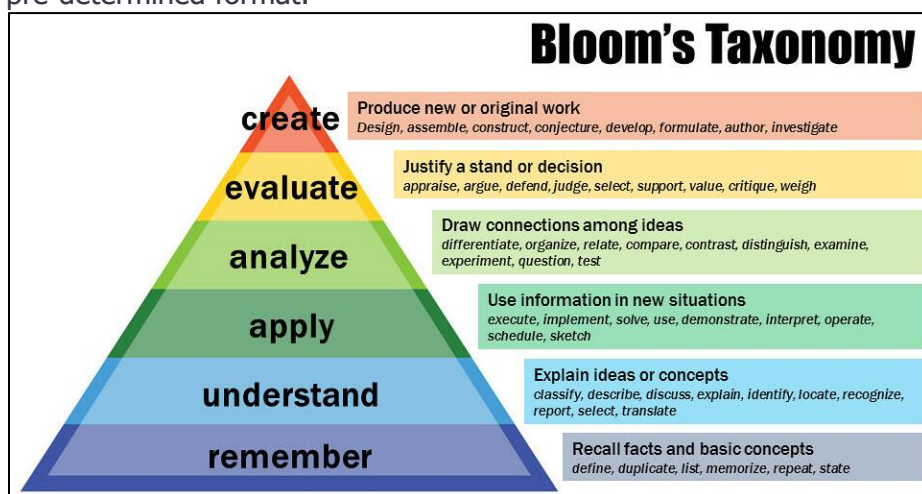 pre-determined format.
Bloom's Taxonomy
create
Produce new or original work
Design, assemble, construct, conjecture, develop, formulate, author, investigate
evaluate
Justify a stand or decision
appraise, argue, defend, judge, select, support, value, critique, weigh
analyze
Draw connections among ideas
differentiate, organize, relate, compare, contrast, distinguish, examine,
experiment, question, test
apply
Use information in new situations
execute, implement, solve, use, demonstrate, interpret, operate,
schedule, sketch
understand
Explain ideas or concepts
classify, describe, discuss, explain, identify, locate, recognize,
report, select, translate
remember
Recall facts and basic concepts
define, duplicate, list, memorize, repeat, state